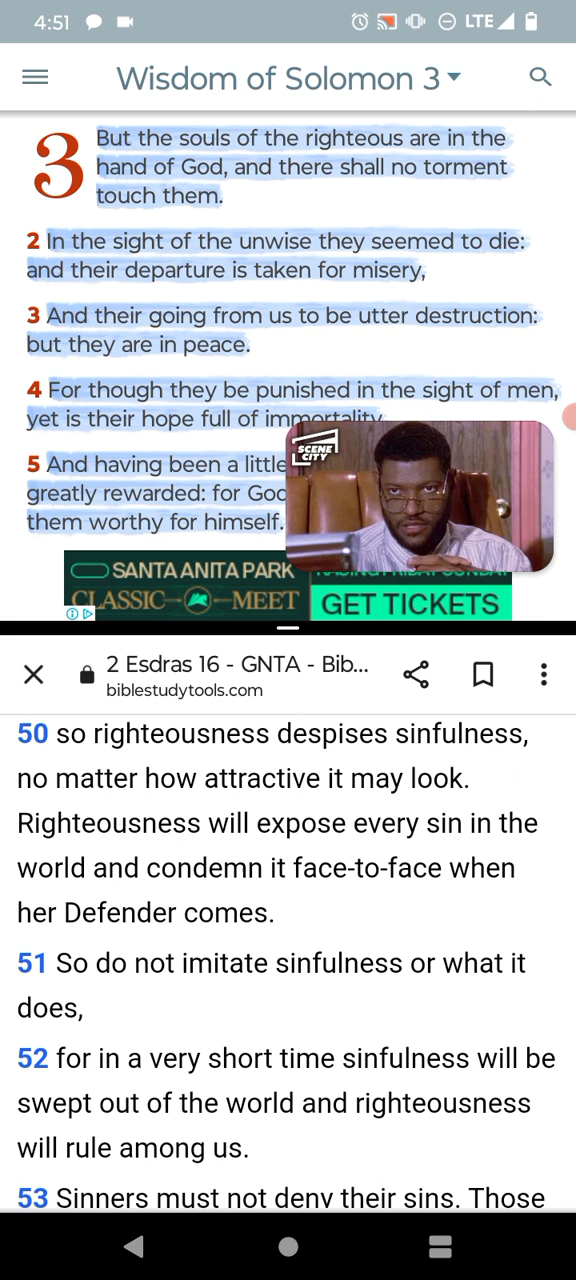 4:51
LTE
Wisdom of Solomon 3
3 But the souls of the righteous are in the
hand of God, and there shall no torment
touch them.
2 In the sight of the unwise they seemed to die:
and their departure is taken for misery,
3 And their going from us to be utter destruction:
but they are in peace.
4 For though they be punished in the sight of men,
yet is their hope full of immortality.
5 And having been a little
greatly rewarded: for God
them worthy for himself.
SCENE
CITY
SANTA ANITA PARK
CLASSIC MEET
GET TICKETS
2 Esdras 16 - GNTA - Bib...
biblestudytools.com
50 so righteousness despises sinfulness,
no matter how attractive it may look.
Righteousness will expose every sin in the
world and condemn it face-to-face when
her Defender comes.
51 So do not imitate sinfulness or what it
does,
52 for in a very short time sinfulness will be
swept out of the world and righteousness
will rule among us.
53 Sinners must not deny their sins. Those